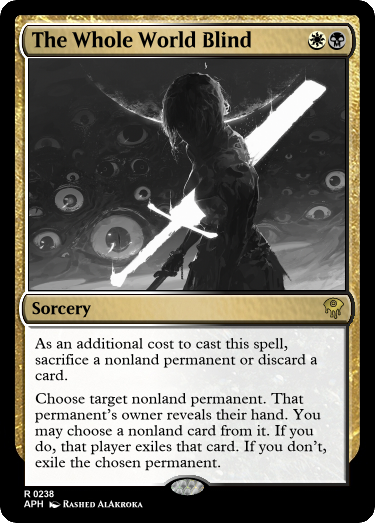 The Whole World Blind
Sorcery
As an additional cost to cast this spell,
sacrifice a nonland permanent or discard a
card.
Choose target nonland permanent. That
permanent's owner reveals their hand. You
may choose a nonland card from it. If you
do, that player exiles that card. If you don't,
exile the chosen permanent.
R 0238
APH Rashed AlAkroka